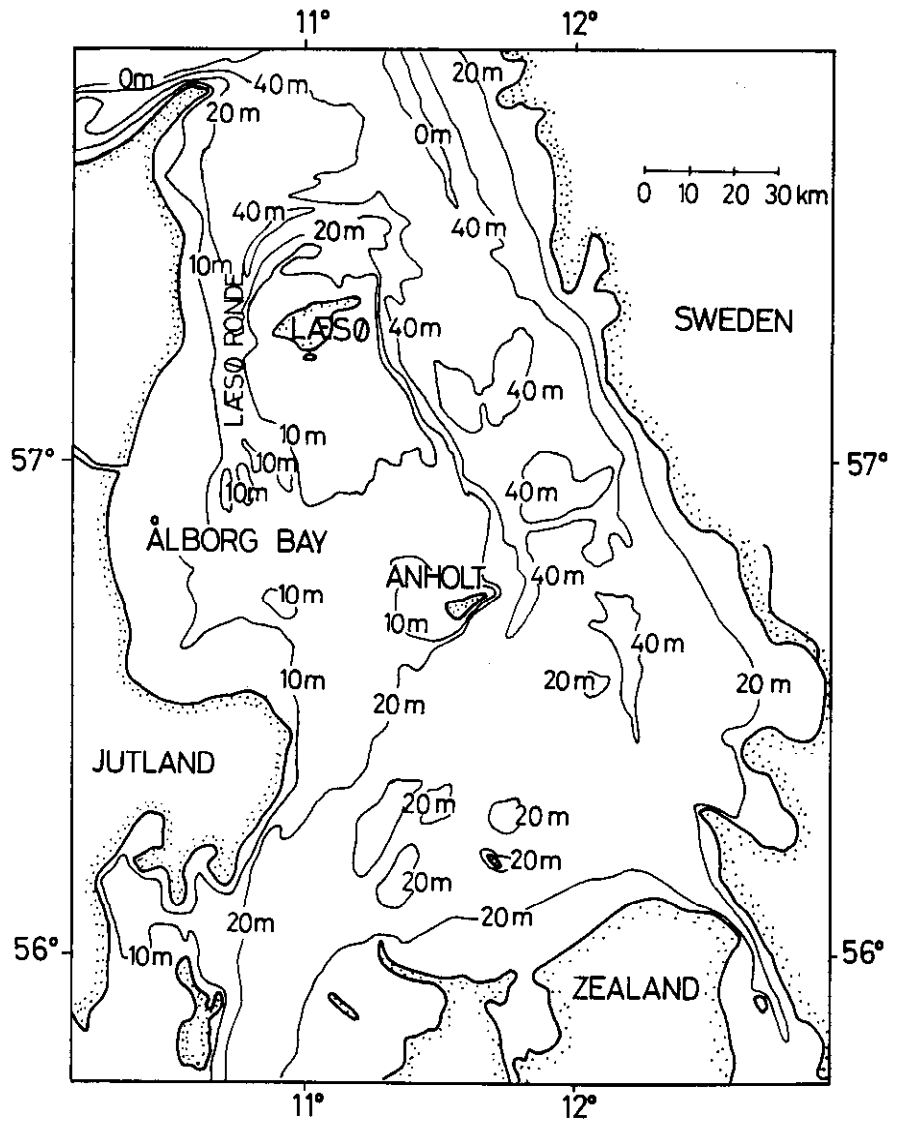 11° 12°
0m
40m
20m
20m
0m
0 10 20 30 km
40m
20m
40m
10m
LÆSØ RONDE
LÆSØ
40m
SWEDEN
40m
10m
57°
10m
57°
10m
40m
ÅLBORG BAY
40m
ANHOLT
10m
10m
40m
10m
20m
20m
20m
JUTLAND
20m
20m
20m
20m
20m
20m
56°
10m
56°
ZEALAND
11° 12°